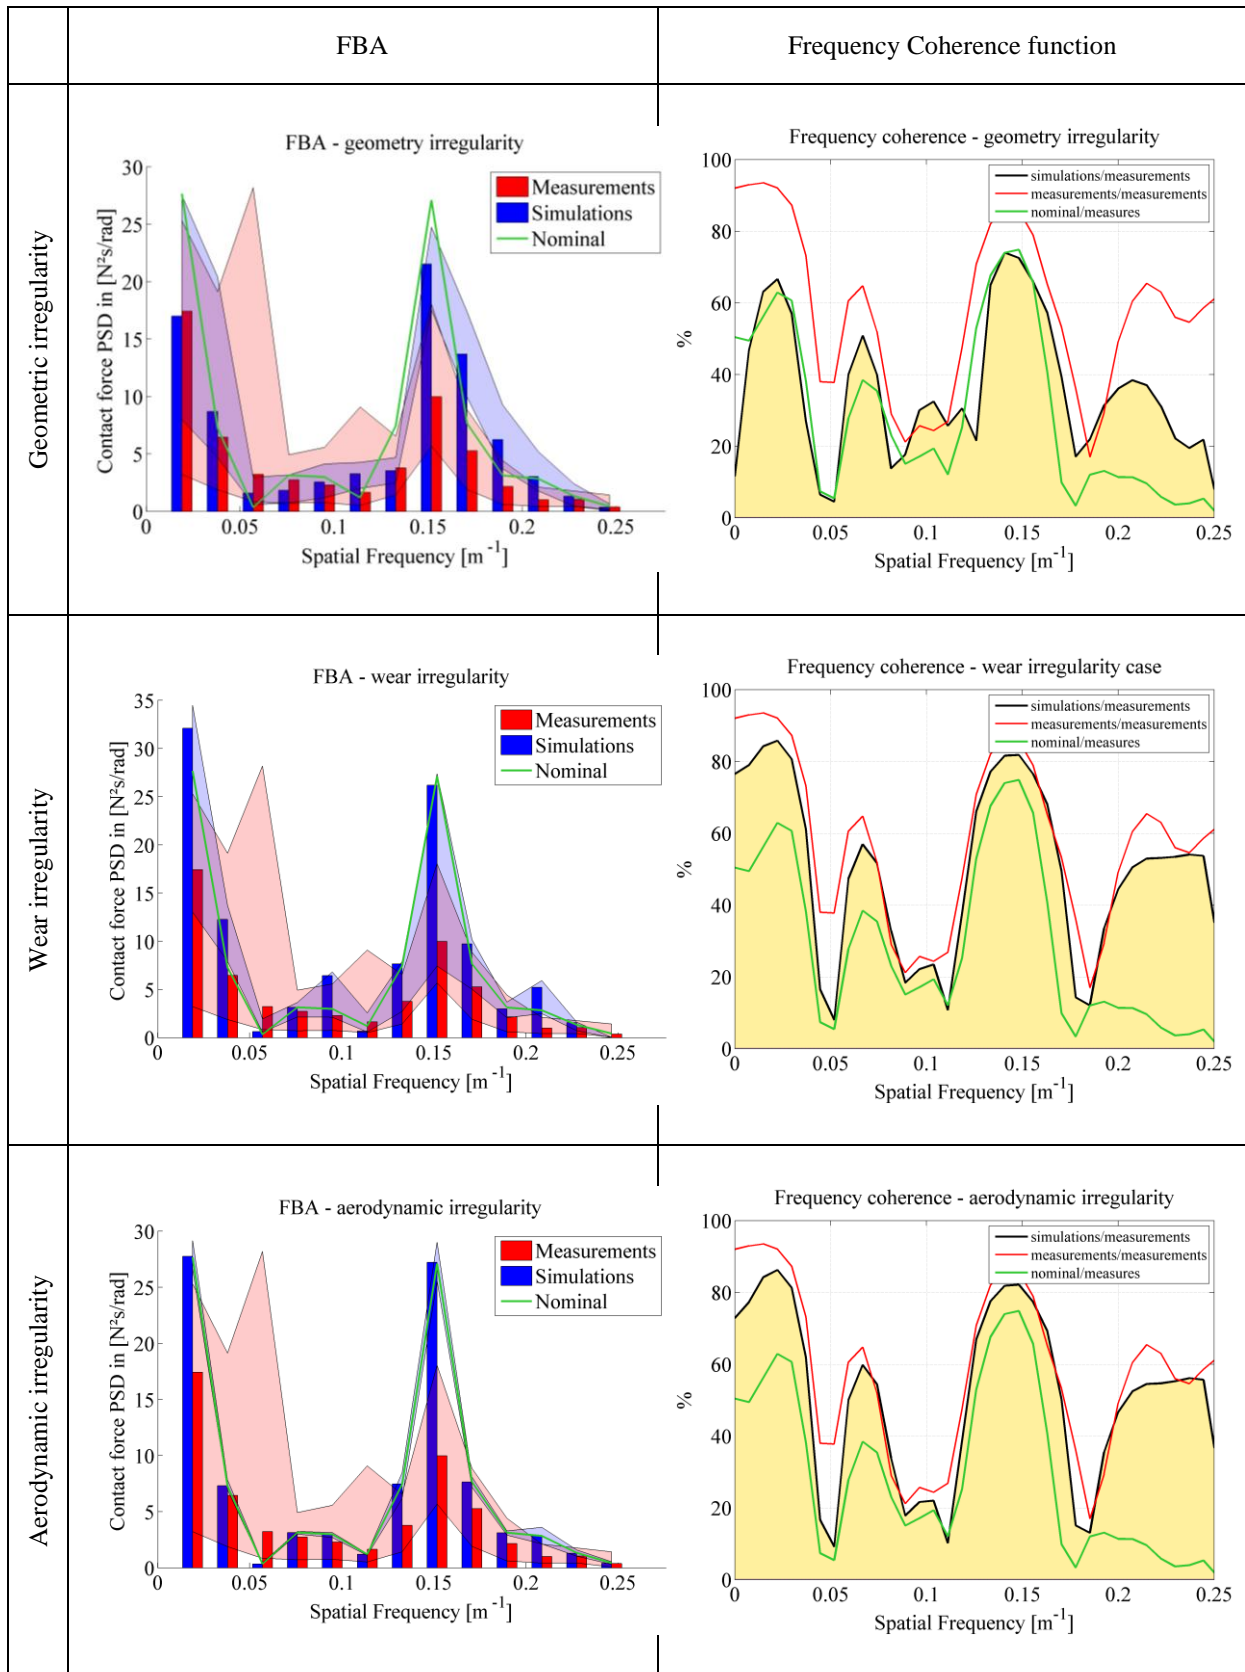 FBA
Frequency Coherence function
Geometric irregularity
FBA - geometry irregularity
Contact force PSD in [N²s/rad]
30
25
20
15
10
5
0
Measurements
Simulations
Nominal
0
0.05
0.1
0.15
0.2
0.25
Spatial Frequency [m⁻¹]
Frequency coherence - geometry irregularity
%
100
80
60
40
20
0
simulations/measurements
measurements/measurements
nominal/measures
0
0.05
0.1
0.15
0.2
0.25
Spatial Frequency [m⁻¹]
Wear irregularity
FBA - wear irregularity
Contact force PSD in [N²s/rad]
35
30
25
20
15
10
5
0
Measurements
Simulations
Nominal
0
0.05
0.1
0.15
0.2
0.25
Spatial Frequency [m⁻¹]
Frequency coherence - wear irregularity case
%
100
80
60
40
20
0
simulations/measurements
measurements/measurements
nominal/measures
0
0.05
0.1
0.15
0.2
0.25
Spatial Frequency [m⁻¹]
Aerodynamic irregularity
FBA - aerodynamic irregularity
Contact force PSD in [N²s/rad]
30
25
20
15
10
5
0
Measurements
Simulations
Nominal
0
0.05
0.1
0.15
0.2
0.25
Spatial Frequency [m⁻¹]
Frequency coherence - aerodynamic irregularity
%
100
80
60
40
20
0
simulations/measurements
measurements/measurements
nominal/measures
0
0.05
0.1
0.15
0.2
0.25
Spatial Frequency [m⁻¹]